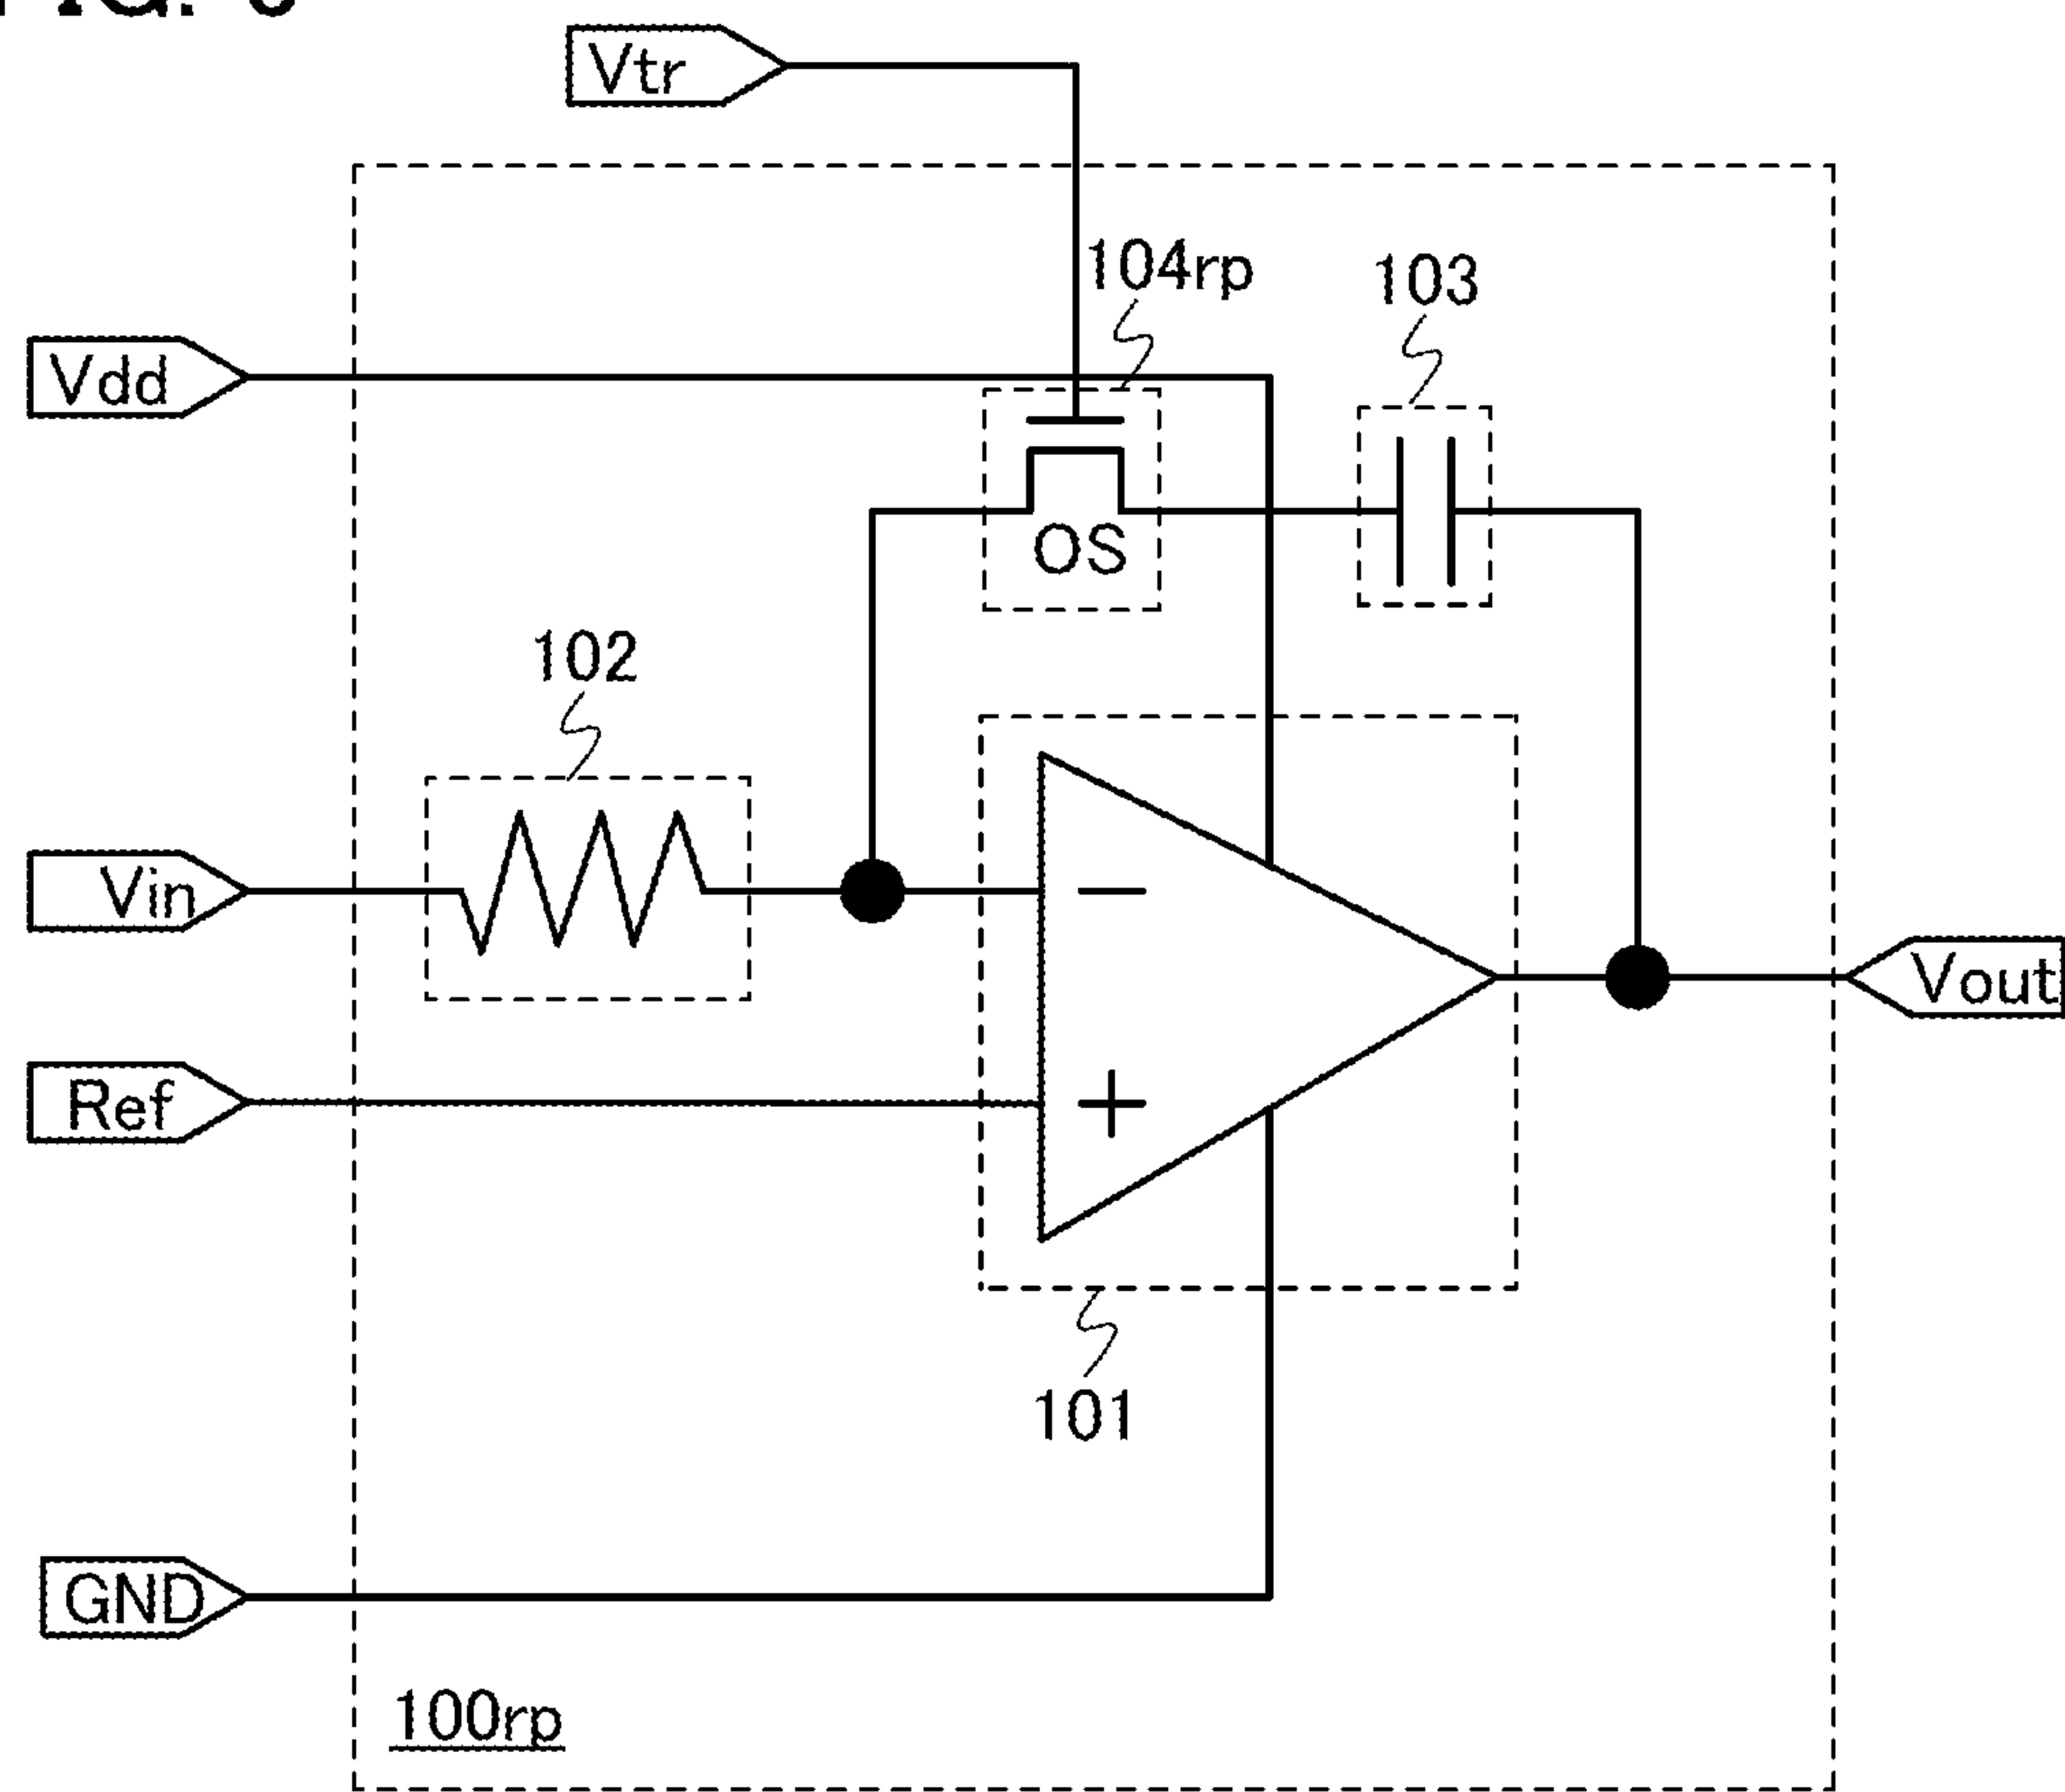 Vtr
104rp
103
Vdd
OS
102
Vin
−
Vout
Ref
+
101
GND
100rp